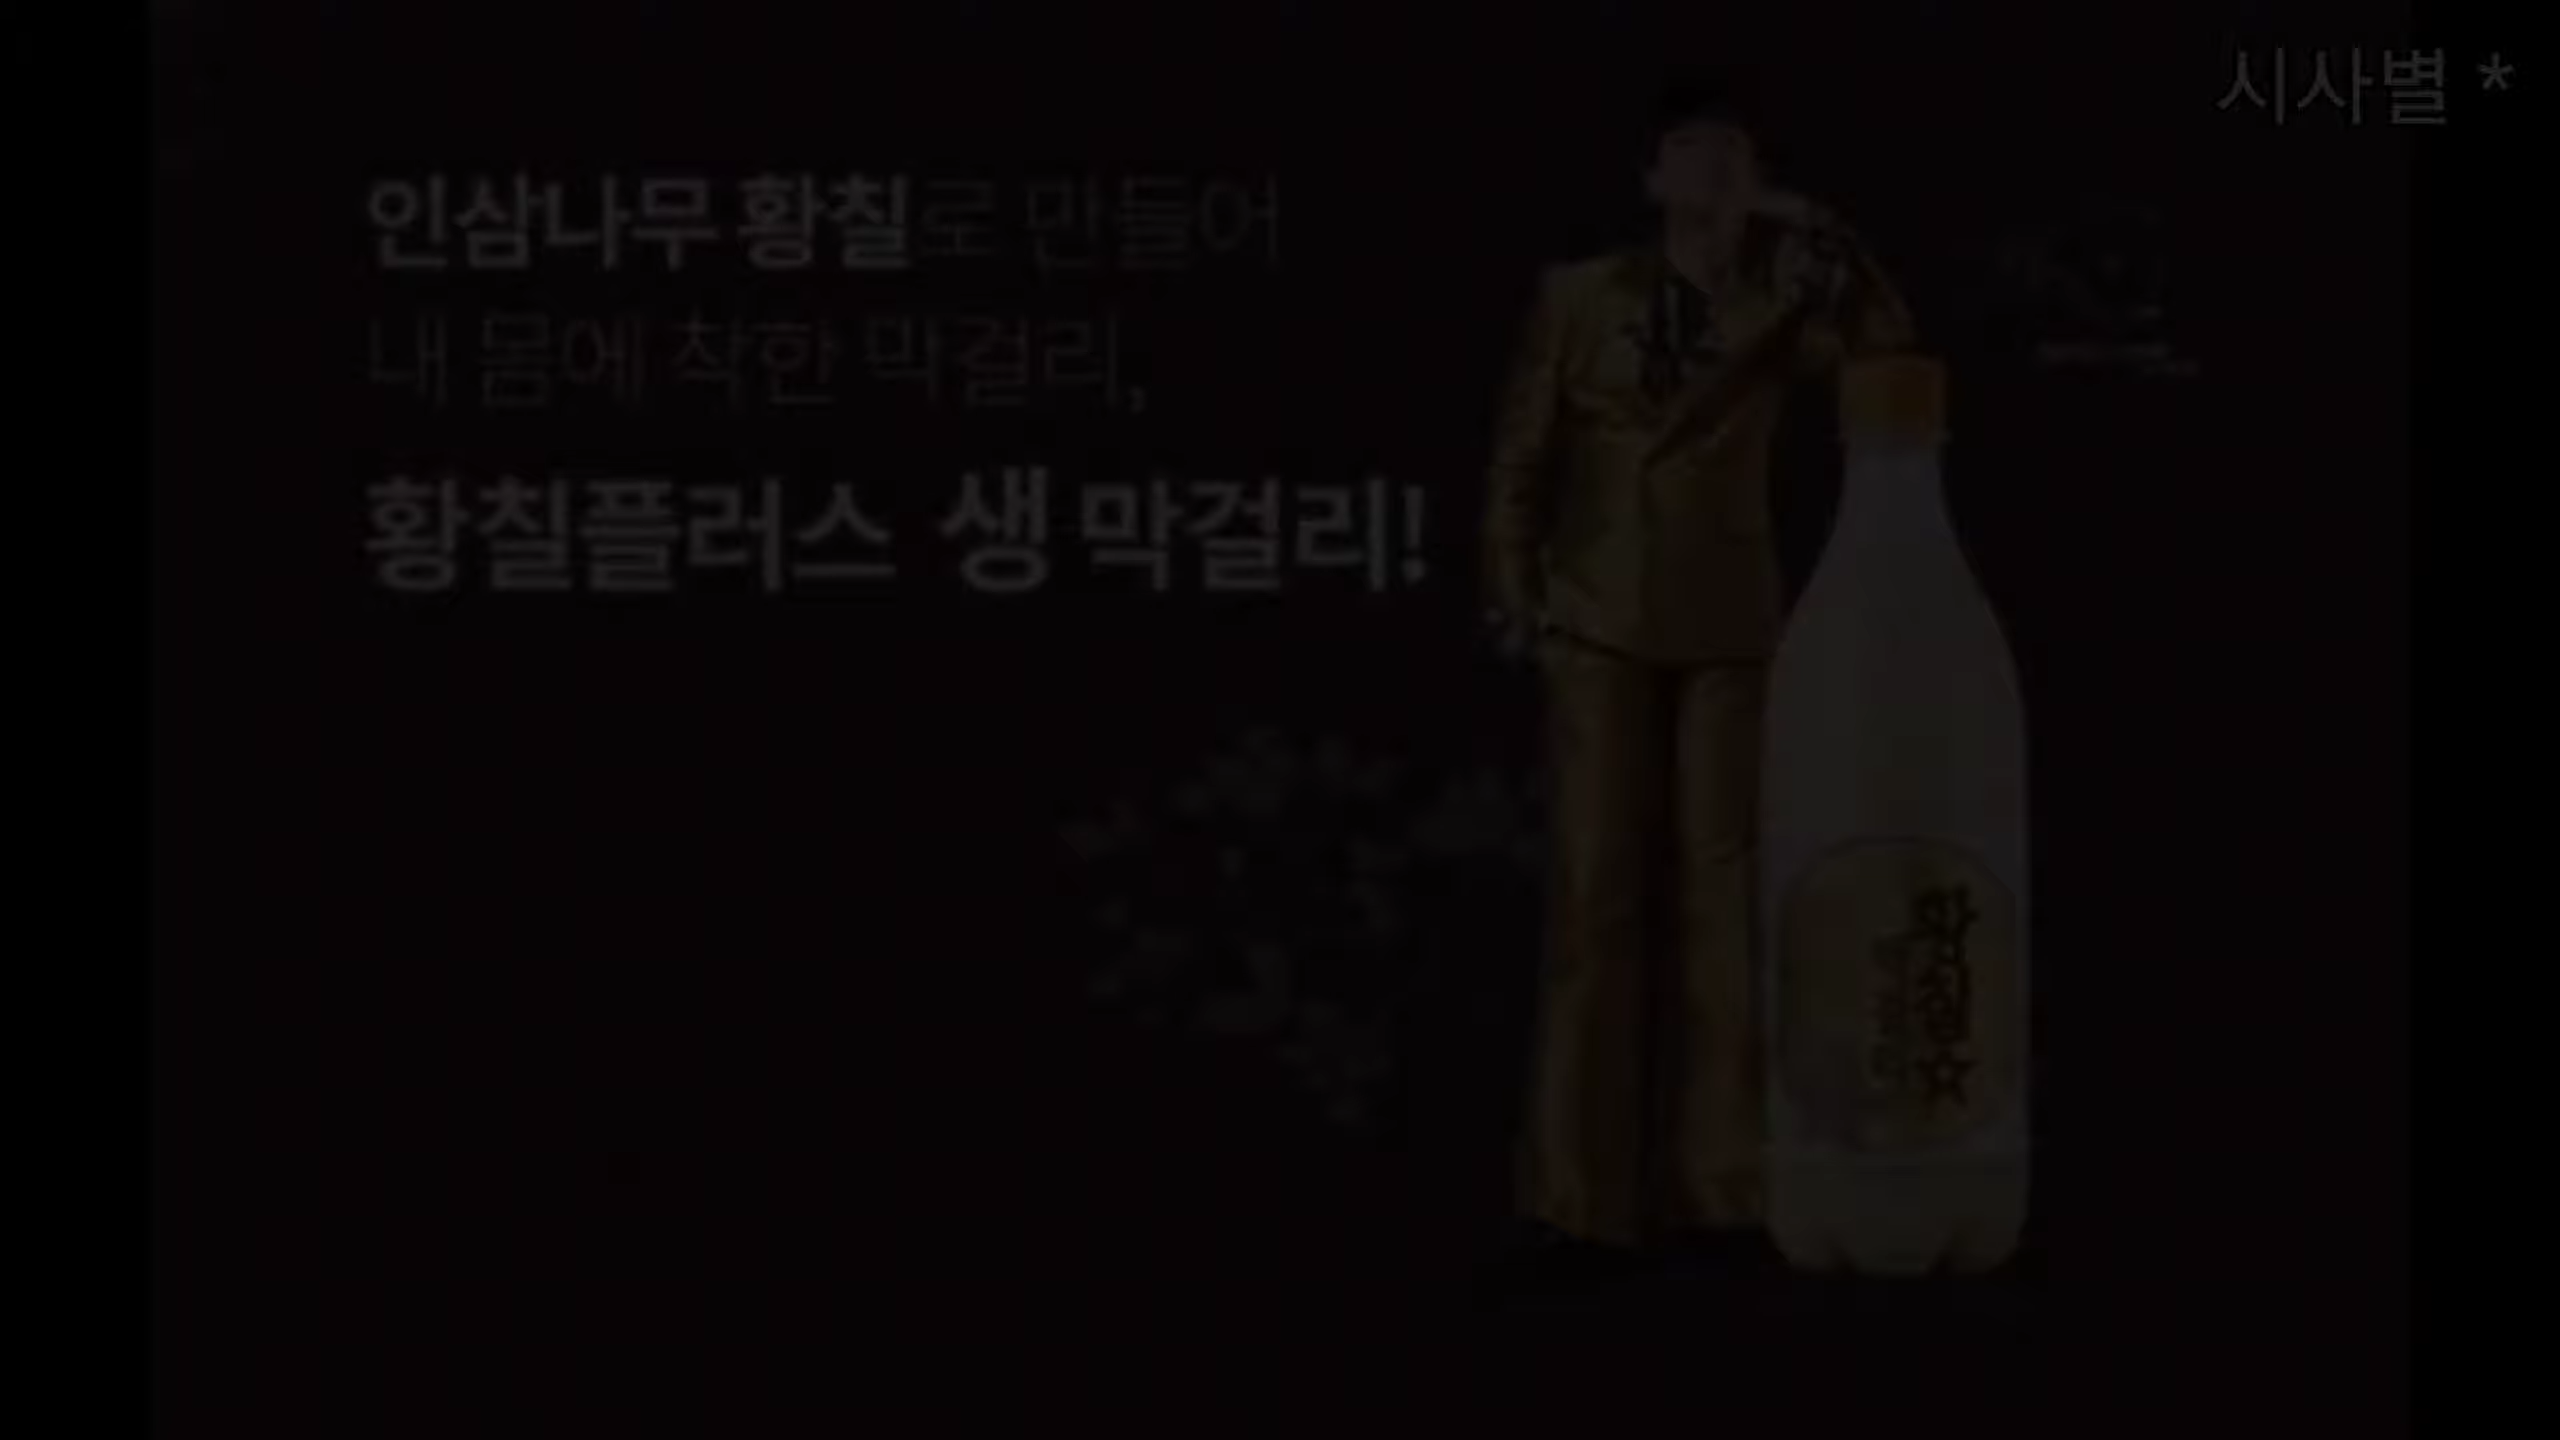 시사별 *
인삼나무 황칠로 만들어
내 몸에 착한 막걸리,
황칠플러스 생 막걸리!